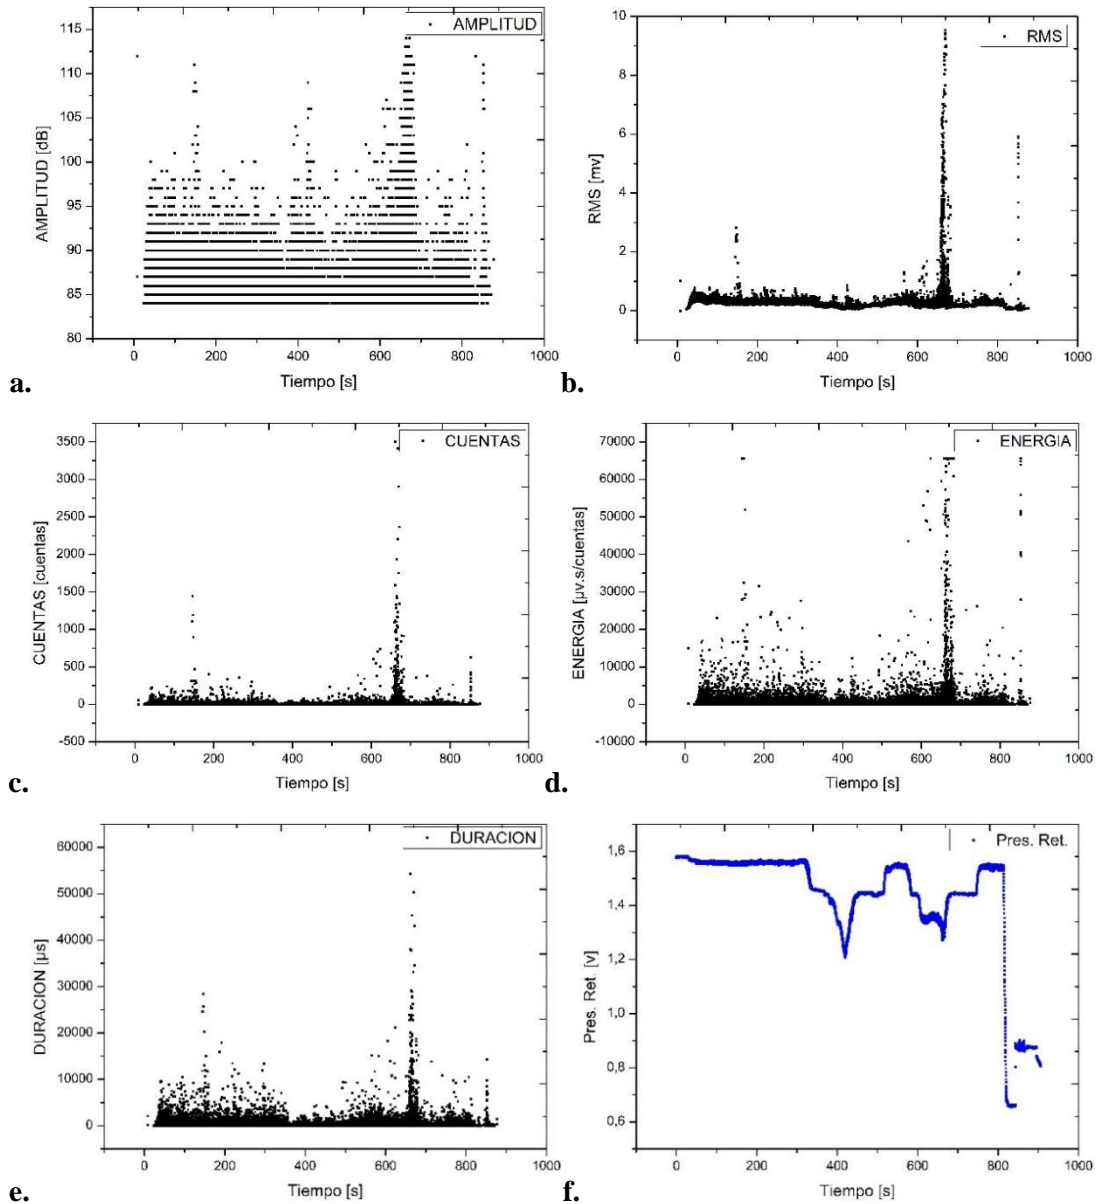 AMPLITUD
115
110
105
100
95
90
85
80
AMPLITUD [dB]
0 200 400 600 800 1000
Tiempo [s]
a.
RMS
10
8
6
4
2
0
RMS [mv]
0 200 400 600 800 1000
Tiempo [s]
b.
CUENTAS
3500
3000
2500
2000
1500
1000
500
0
-500
CUENTAS [cuentas]
0 200 400 600 800 1000
Tiempo [s]
c.
ENERGIA
70000
60000
50000
40000
30000
20000
10000
0
-10000
ENERGIA [µv.s/cuentas]
0 200 400 600 800 1000
Tiempo [s]
d.
DURACION
60000
50000
40000
30000
20000
10000
0
DURACION [µs]
0 200 400 600 800 1000
Tiempo [s]
e.
Pres. Ret.
1,6
1,4
1,2
1,0
0,8
0,6
Pres. Ret. [v]
0 200 400 600 800 1000
Tiempo [s]
f.